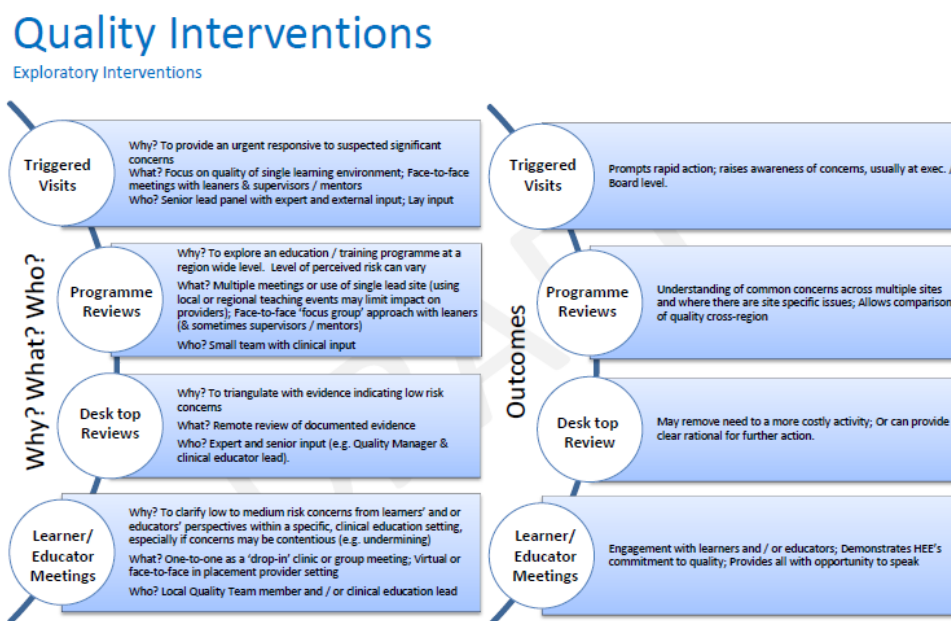 Quality Interventions
Exploratory Interventions
Why? What? Who?
Triggered
Visits
Why? To provide an urgent responsive to suspected significant
concerns
What? Focus on quality of single learning environment; Face-to-face
meetings with leaners & supervisors / mentors
Who? Senior lead panel with expert and external input; Lay input
Programme
Reviews
Why? To explore an education / training programme at a
region wide level. Level of perceived risk can vary
What? Multiple meetings or use of single lead site (using
local or regional teaching events may limit impact on
providers); Face-to-face ‘focus group’ approach with leaners
(& sometimes supervisors / mentors)
Who? Small team with clinical input
Desk top
Reviews
Why? To triangulate with evidence indicating low risk
concerns
What? Remote review of documented evidence
Who? Expert and senior input (e.g. Quality Manager &
clinical educator lead).
Learner/
Educator
Meetings
Why? To clarify low to medium risk concerns from learners’ and or
educators’ perspectives within a specific, clinical education setting,
especially if concerns may be contentious (e.g. undermining)
What? One-to-one as a ‘drop-in’ clinic or group meeting; Virtual or
face-to-face in placement provider setting
Who? Local Quality Team member and / or clinical education lead
Outcomes
Triggered
Visits
Prompts rapid action; raises awareness of concerns, usually at exec. /
Board level.
Programme
Reviews
Understanding of common concerns across multiple sites
and where there are site specific issues; Allows comparison
of quality cross-region
Desk top
Review
May remove need to a more costly activity; Or can provide
clear rational for further action.
Learner/
Educator
Meetings
Engagement with learners and / or educators; Demonstrates HEE’s
commitment to quality; Provides all with opportunity to speak